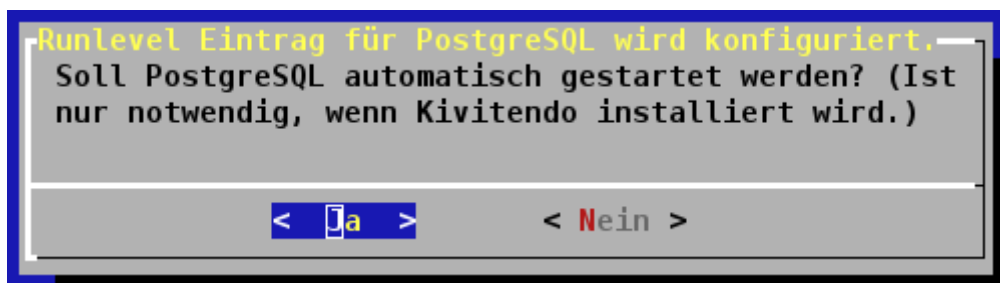 Runlevel Eintrag für PostgreSQL wird konfiguriert.
Soll PostgreSQL automatisch gestartet werden? (Ist
nur notwendig, wenn Kivitendo installiert wird.)
< Ja > < Nein >